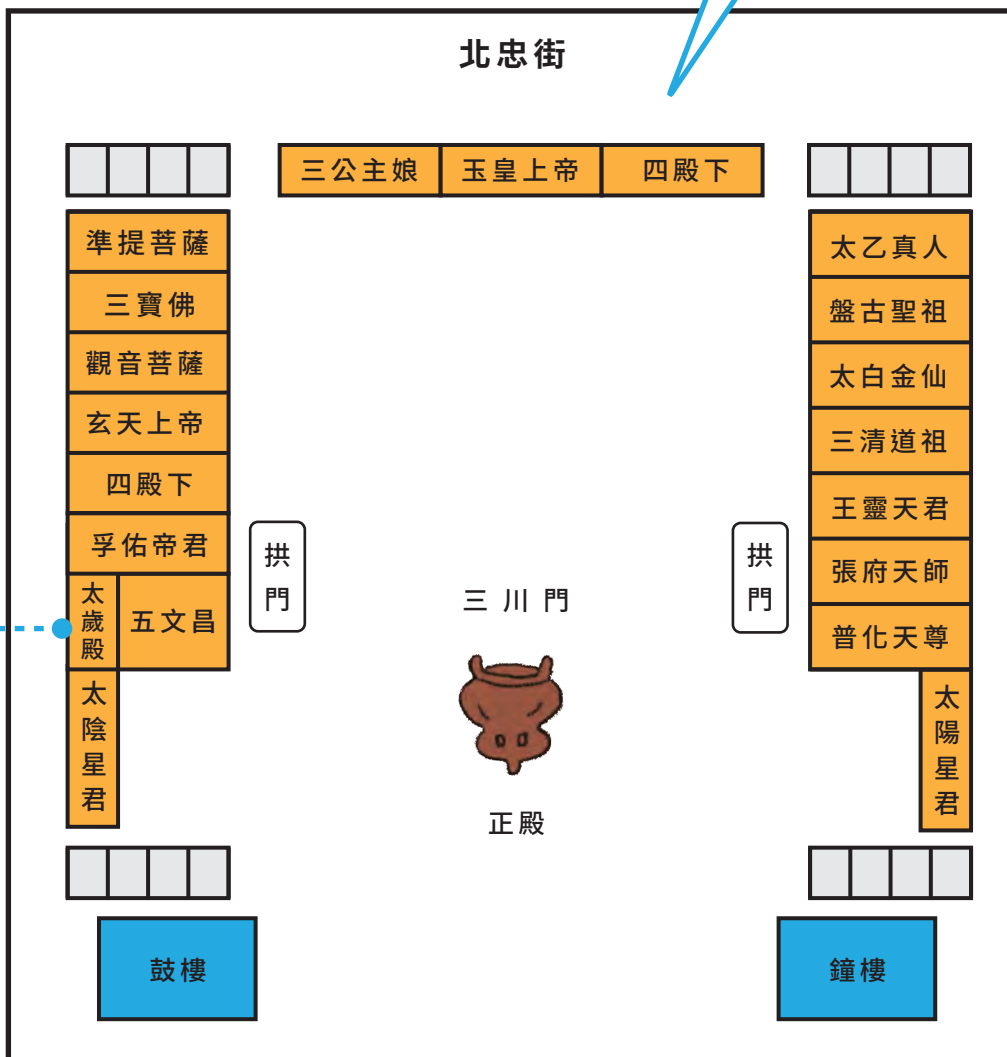 北忠街
三公主娘
玉皇上帝
四殿下
準提菩薩
三寶佛
觀音菩薩
玄天上帝
四殿下
孚佑帝君
太歲殿
五文昌
太陰星君
拱門
三川門
正殿
拱門
太乙真人
盤古聖祖
太白金仙
三清道祖
王靈天君
張府天師
普化天尊
太陽星君
鼓樓
鐘樓